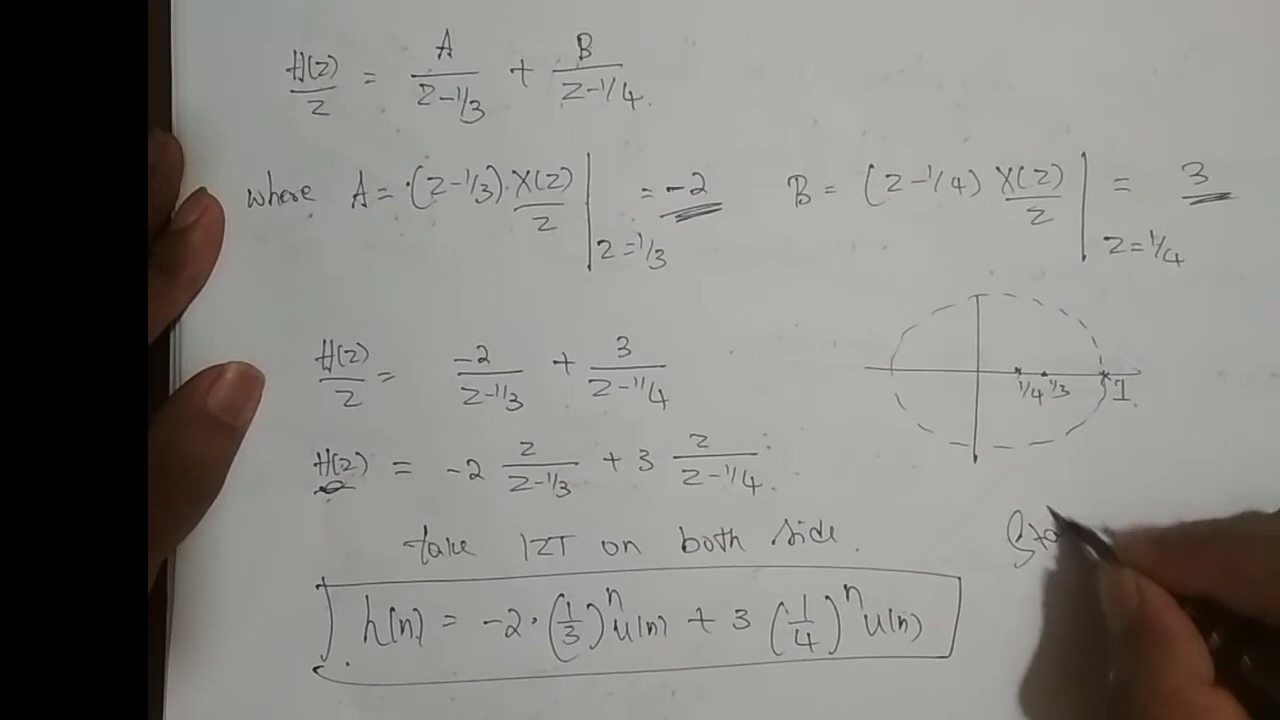 H(z)/z = A/(z-1/3) + B/(z-1/4)
where A = (z-1/3) · X(z)/z | z=1/3 = -2 B = (z-1/4) X(z)/z | z=1/4 = 3
H(z)/z = -2/(z-1/3) + 3/(z-1/4)
1/4 1/3 1
H(z) = -2 z/(z-1/3) + 3 z/(z-1/4)
take IZT on both side.
Sta
h(n) = -2·(1/3)^n u(n) + 3 (1/4)^n u(n)